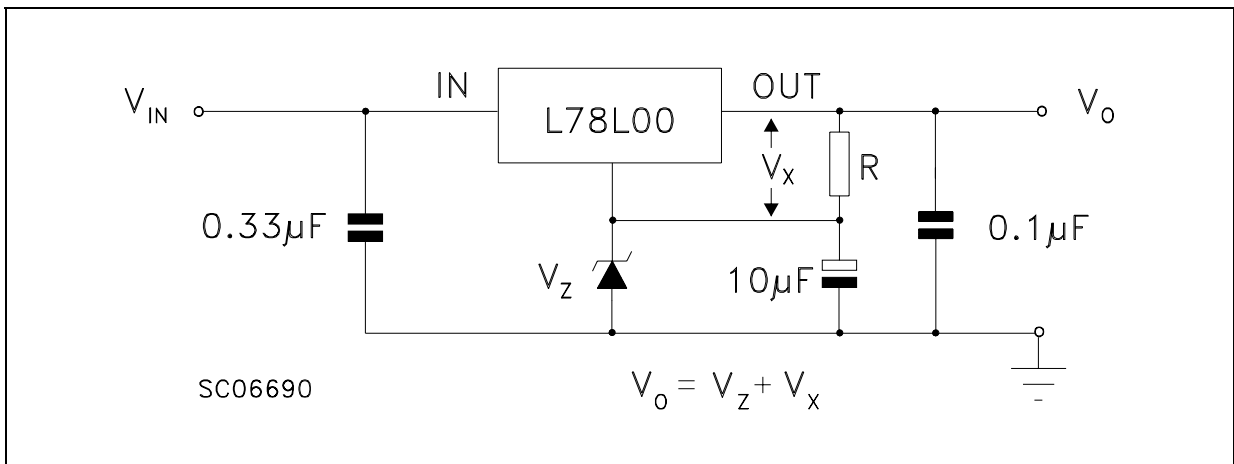 IN
OUT
V_IN
L78L00
V_O
V_X
R
0.33µF
0.1µF
V_Z
10µF
SC06690
V_O = V_Z + V_X